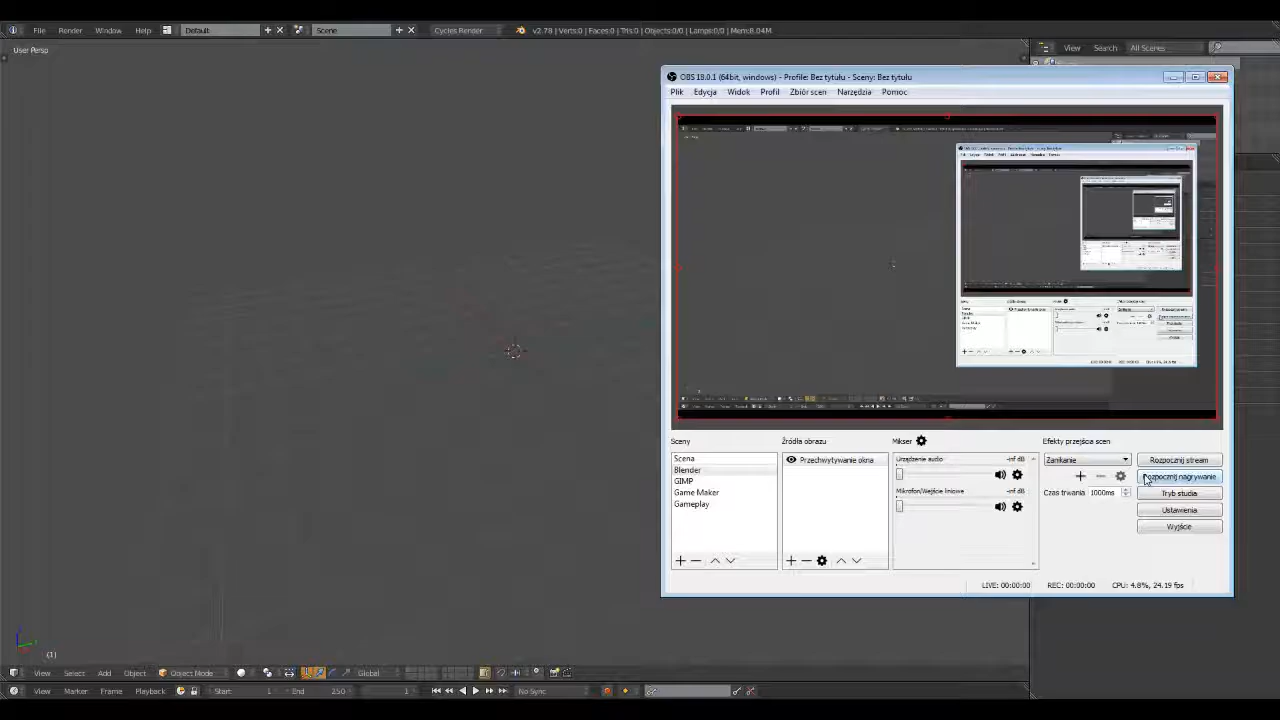 File Render Window Help Default Scene Cycles Render v2.78 | Verts:0 | Faces:0 | Tris:0 | Objects:0/0 | Lamps:0/0 | Mem:8.04M View Search All Scenes
User Persp
OBS 18.0.1 (64bit, windows) - Profile: Bez tytułu - Sceny: Bez tytułu
Plik Edycja Widok Profil Zbiór scen Narzędzia Pomoc
Sceny Źródła obrazu Mikser Efekty przejścia scen
Scena Przechwytywanie okna Urządzenie audio -inf dB Zanikanie Rozpocznij stream
Blender Rozpocznij nagrywanie
GIMP
Game Maker Mikrofon/Wejście liniowe -inf dB Czas trwania 1000ms Tryb studia
Gameplay Ustawienia
Wyjście
LIVE: 00:00:00 REC: 00:00:00 CPU: 4.8%, 24.19 fps
(1)
View Select Add Object Object Mode Global
View Marker Frame Playback Start: 1 End: 250 1 No Sync